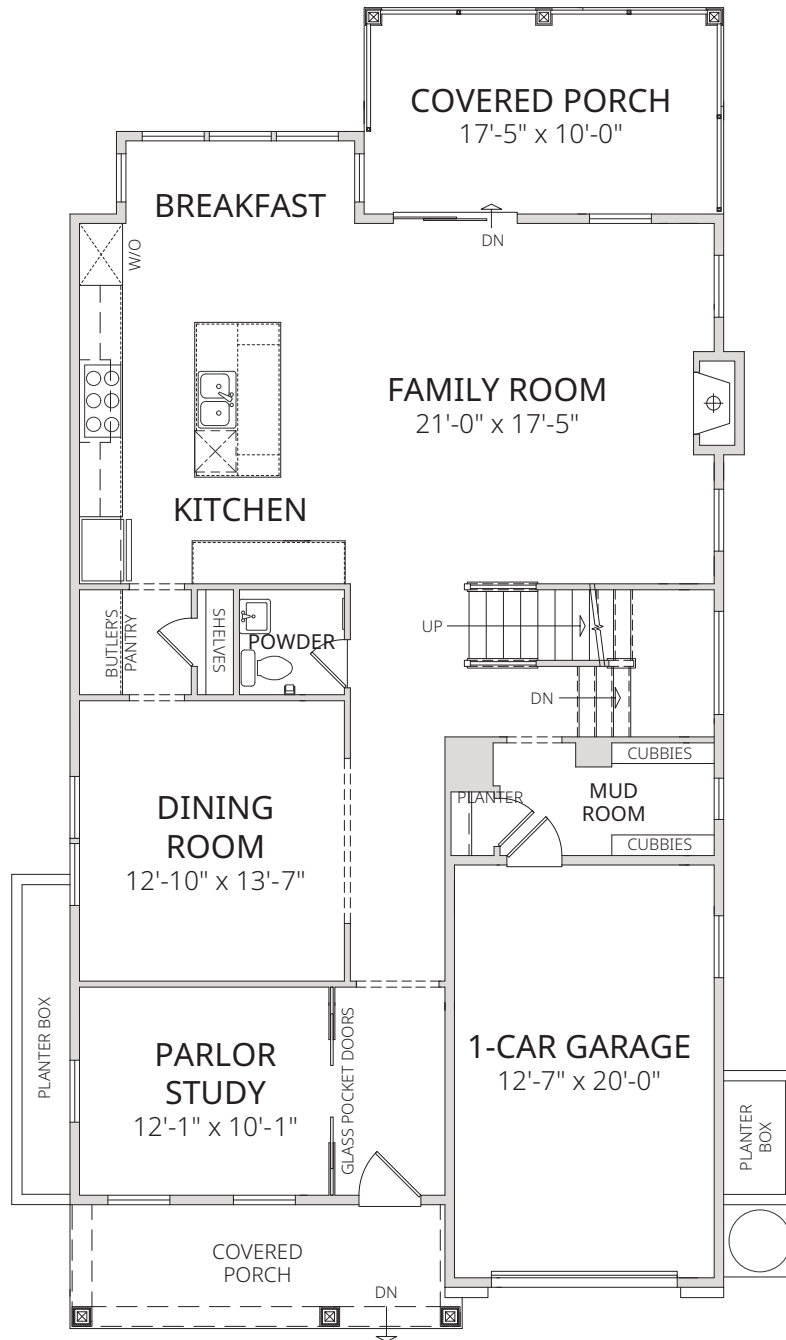 COVERED PORCH
17'-5" x 10'-0"
BREAKFAST
DN
W/O
FAMILY ROOM
21'-0" x 17'-5"
KITCHEN
BUTLER'S
PANTRY
SHELVES
POWDER
UP
DN
CUBBIES
PLANTER
MUD
ROOM
CUBBIES
DINING
ROOM
12'-10" x 13'-7"
PLANTER BOX
PARLOR
STUDY
12'-1" x 10'-1"
GLASS POCKET DOORS
1-CAR GARAGE
12'-7" x 20'-0"
PLANTER
BOX
COVERED
PORCH
DN